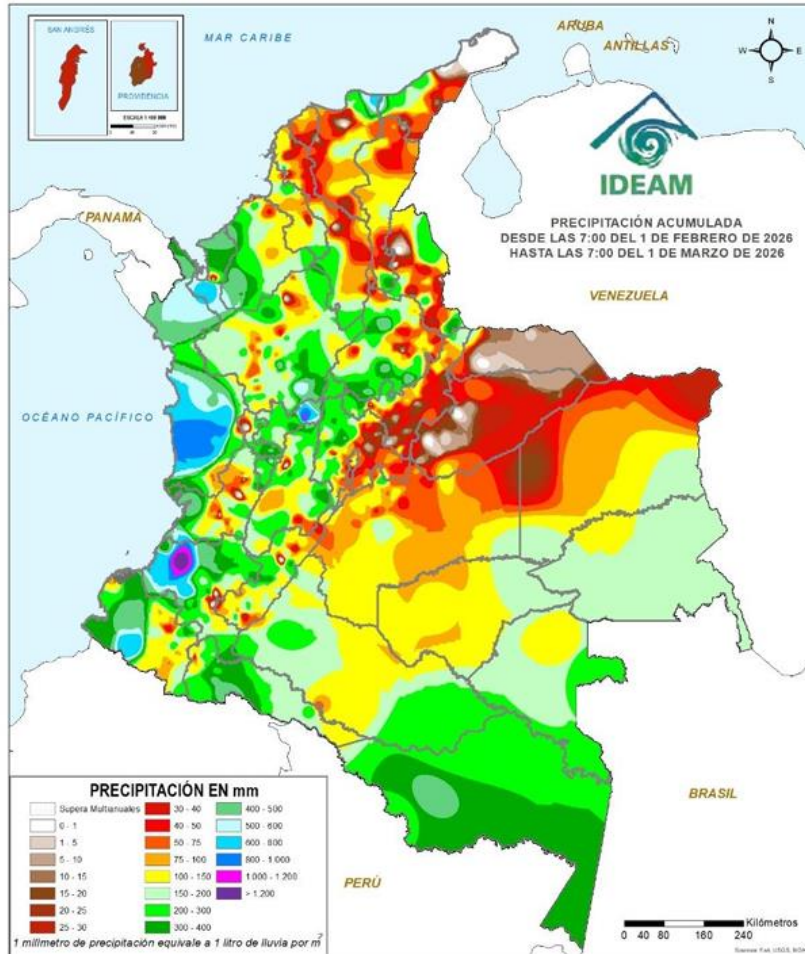 SAN ANDRÉS
PROVIDENCIA
MAR CARIBE
ARUBA
ANTILLAS
N
W
E
S
IDEAM
PANAMÁ
PRECIPITACIÓN ACUMULADA
DESDE LAS 7:00 DEL 1 DE FEBRERO DE 2026
HASTA LAS 7:00 DEL 1 DE MARZO DE 2026
VENEZUELA
OCÉANO PACÍFICO
BRASIL
PERÚ
PRECIPITACIÓN EN mm
Supera Multianuales
0 - 1
1 - 5
5 - 10
10 - 15
15 - 20
20 - 25
25 - 30
30 - 40
40 - 50
50 - 75
75 - 100
100 - 150
150 - 200
200 - 300
300 - 400
400 - 500
500 - 600
600 - 800
800 - 1.000
1.000 - 1.200
> 1.200
1 milímetro de precipitación equivale a 1 litro de lluvia por m2
Kilómetros
0 40 80 160 240